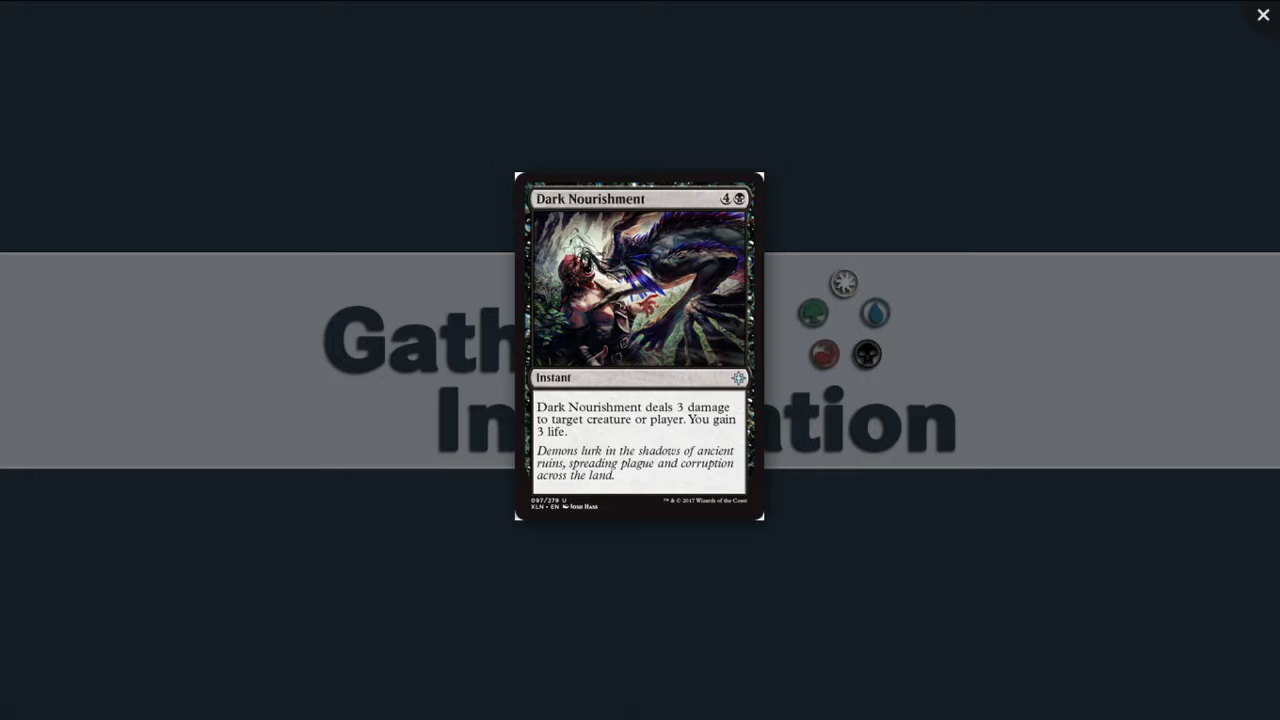 Dark Nourishment 4
Gath
Instant
Dark Nourishment deals 3 damage
to target creature or player. You gain
3 life.
In ation
Demons lurk in the shadows of ancient
ruins, spreading plague and corruption
across the land.
097/279 U
XLN • EN Josh Hass
™ & © 2017 Wizards of the Coast